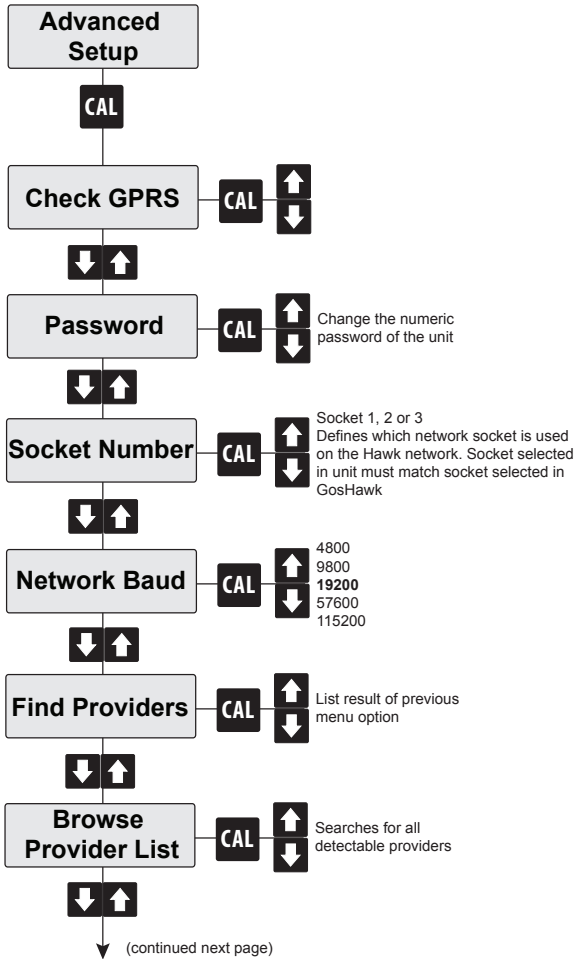 Advanced
Setup
CAL
Check GPRS
CAL
Password
CAL
Change the numeric
password of the unit
Socket Number
CAL
Socket 1, 2 or 3
Defines which network socket is used
on the Hawk network. Socket selected
in unit must match socket selected in
GosHawk
Network Baud
CAL
4800
9800
19200
57600
115200
Find Providers
CAL
List result of previous
menu option
Browse
Provider List
CAL
Searches for all
detectable providers
(continued next page)